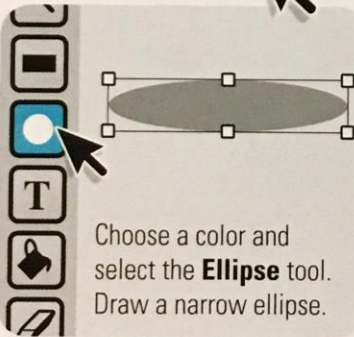 T
Choose a color and
select the Ellipse tool.
Draw a narrow ellipse.